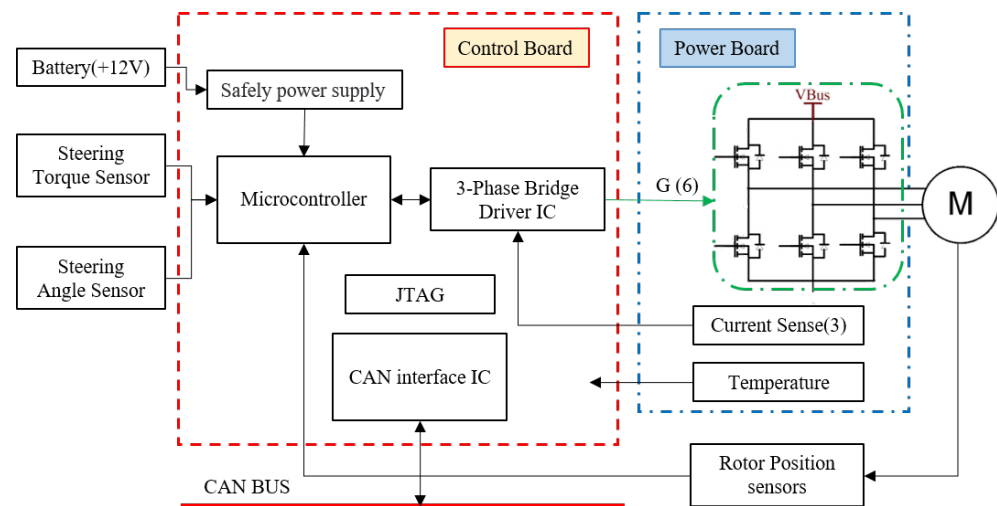 Control Board
Power Board
Battery(+12V)
Safely power supply
VBus
Steering
Torque Sensor
Microcontroller
3-Phase Bridge
Driver IC
G (6)
M
Steering
Angle Sensor
JTAG
Current Sense(3)
CAN interface IC
Temperature
Rotor Position
sensors
CAN BUS